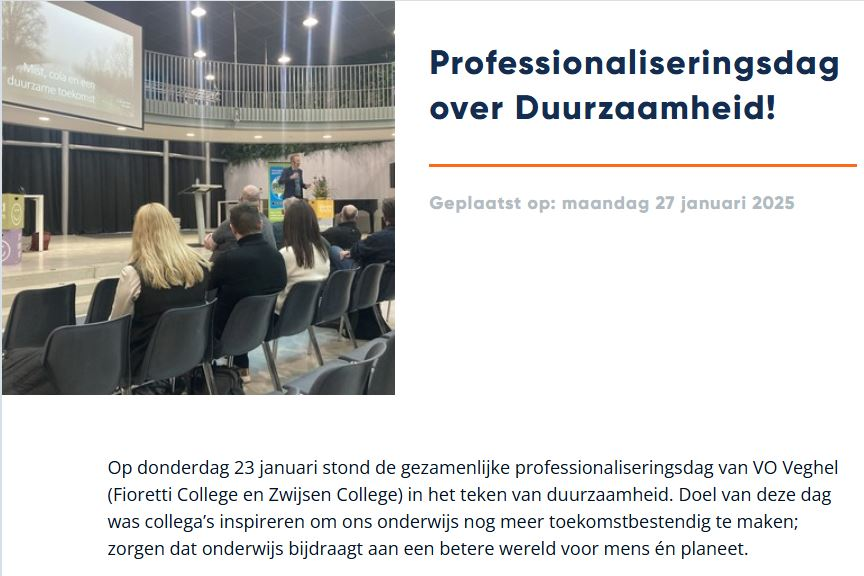 Mist, cola en een
duurzame toekomst
Professionaliseringsdag
over Duurzaamheid!
Geplaatst op: maandag 27 januari 2025
Op donderdag 23 januari stond de gezamenlijke professionaliseringsdag van VO Veghel
(Fioretti College en Zwijsen College) in het teken van duurzaamheid. Doel van deze dag
was collega’s inspireren om ons onderwijs nog meer toekomstbestendig te maken;
zorgen dat onderwijs bijdraagt aan een betere wereld voor mens én planeet.